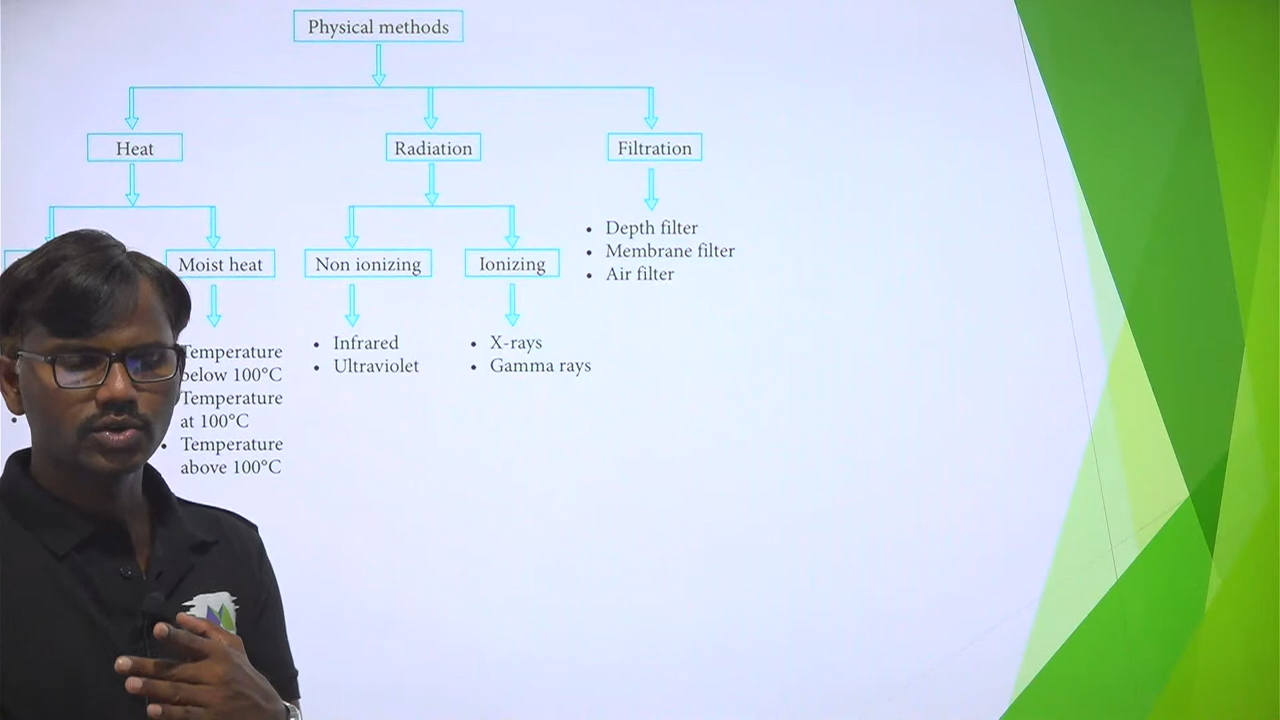 Physical methods
Heat
Radiation
Filtration
Moist heat
Non ionizing
Ionizing
• Depth filter
• Membrane filter
• Air filter
Temperature
below 100°C
Temperature
at 100°C
• Temperature
above 100°C
• Infrared
• Ultraviolet
• X-rays
• Gamma rays